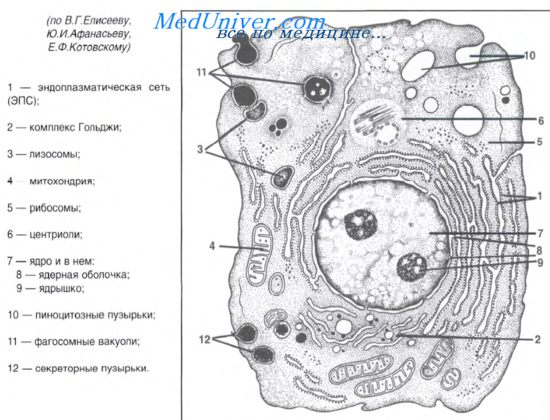 (по В.Г.Елисееву,
Ю.И.Афанасьеву,
Е.Ф.Котовскому)
MedUniver.com
все по медицине...
1 — эндоплазматическая сеть
(ЭПС);
2 — комплекс Гольджи;
3 — лизосомы;
4 митохондрия;
5 — рибосомы;
6 — центриоли;
7 — ядро и в нем:
8 — ядерная оболочка;
9 — ядрышко;
10 — пиноцитозные пузырьки;
11 — фагосомные вакуоли;
12 — секреторные пузырьки.
11
10
6
5
3
1
4
7
8
9
12
2